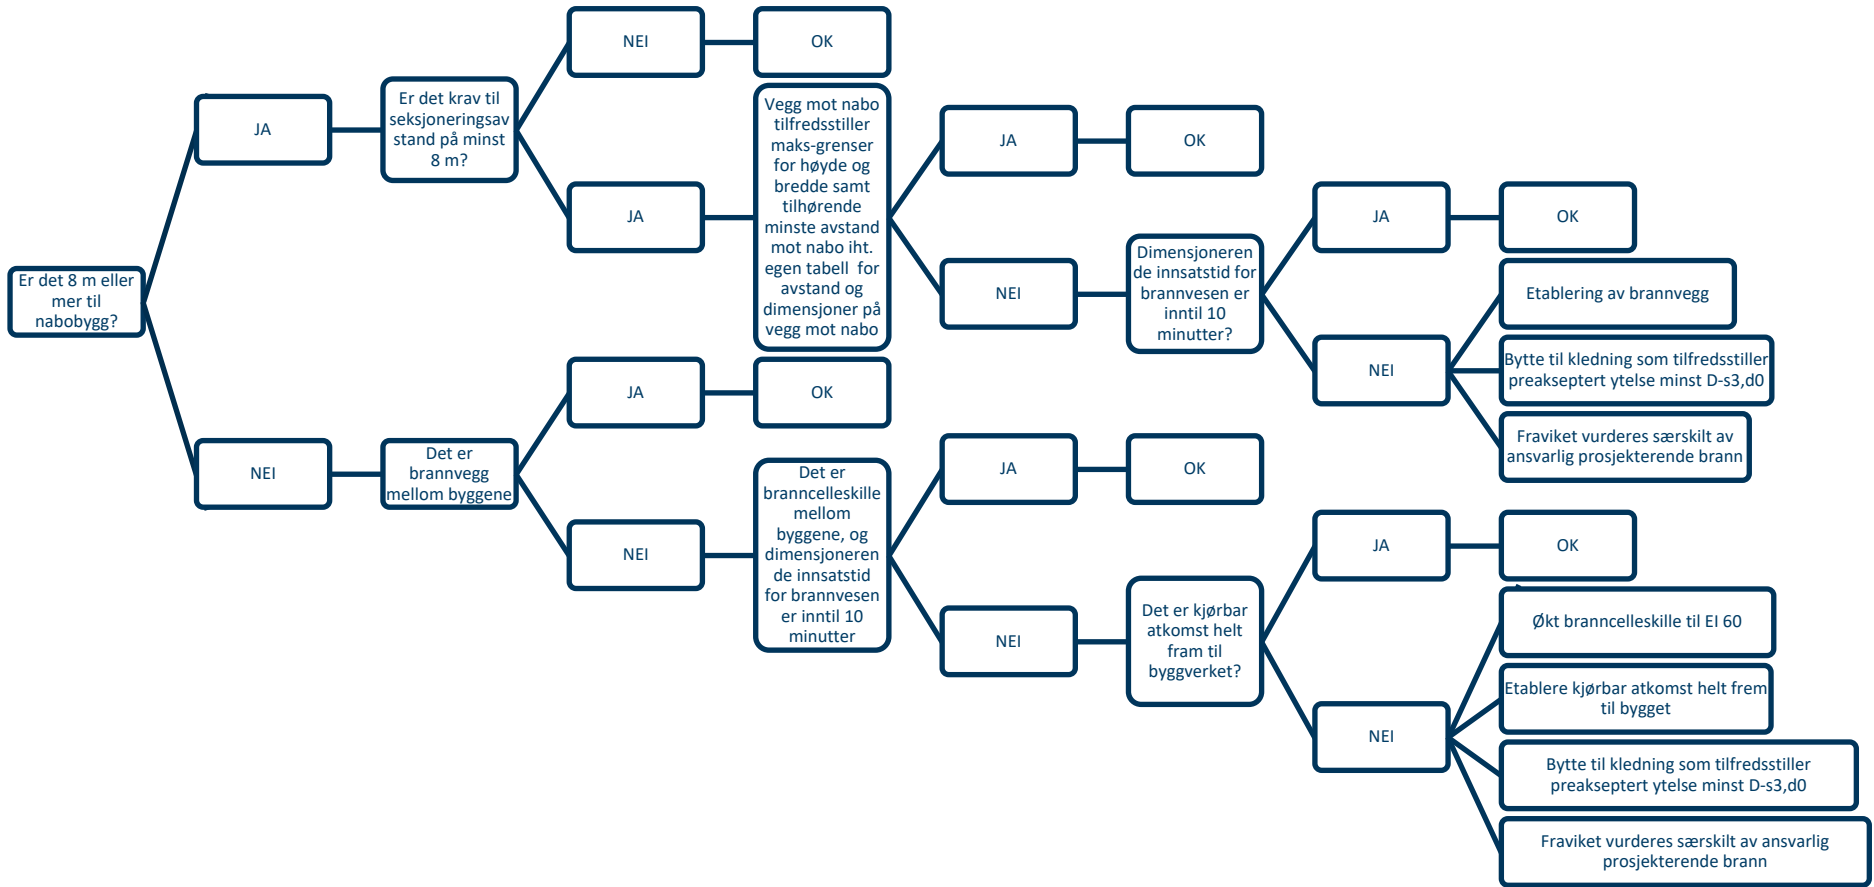 Er det 8 m eller
mer til
nabobygg?
JA
Er det krav til
seksjoneringsav
stand på minst
8 m?
NEI
OK
JA
Vegg mot nabo
tilfredsstiller
maks-grenser
for høyde og
bredde samt
tilhørende
minste avstand
mot nabo iht.
egen tabell for
avstand og
dimensjoner på
vegg mot nabo
JA
OK
NEI
Dimensjoneren
de innsatstid for
brannvesen er
inntil 10
minutter?
JA
OK
NEI
Etablering av brannvegg
Bytte til kledning som tilfredsstiller
preakseptert ytelse minst D-s3,d0
Fraviket vurderes særskilt av
ansvarlig prosjekterende brann
NEI
Det er
brannvegg
mellom byggene
JA
OK
NEI
Det er
branncelleskille
mellom
byggene, og
dimensjoneren
de innsatstid
for brannvesen
er inntil 10
minutter
JA
OK
NEI
Det er kjørbar
atkomst helt
fram til
byggverket?
JA
OK
NEI
Økt branncelleskille til EI 60
Etablere kjørbar atkomst helt frem
til bygget
Bytte til kledning som tilfredsstiller
preakseptert ytelse minst D-s3,d0
Fraviket vurderes særskilt av ansvarlig
prosjekterende brann